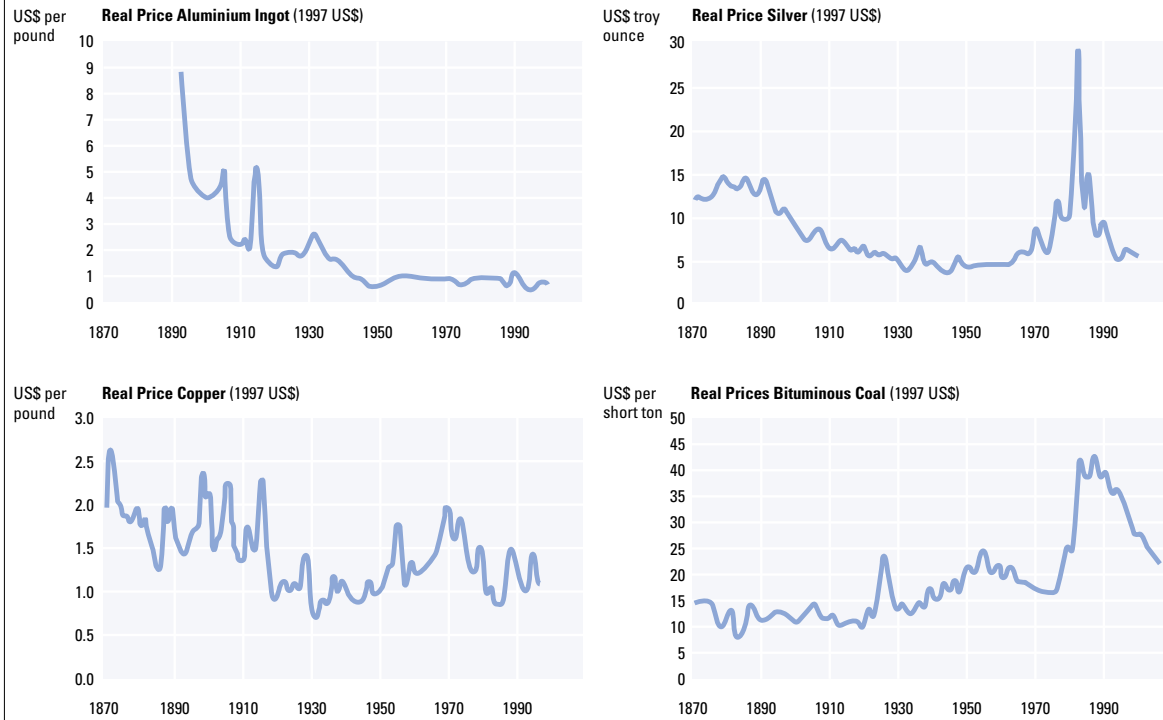 US$ per
pound
Real Price Aluminium Ingot (1997 US$)
10
9
8
7
6
5
4
3
2
1
0
1870 1890 1910 1930 1950 1970 1990
US$ troy
ounce
Real Price Silver (1997 US$)
30
25
20
15
10
5
0
1870 1890 1910 1930 1950 1970 1990
US$ per
pound
Real Price Copper (1997 US$)
3.0
2.5
2.0
1.5
1.0
0.5
0.0
1870 1890 1910 1930 1950 1970 1990
US$ per
short ton
Real Prices Bituminous Coal (1997 US$)
50
45
40
35
30
25
20
15
10
5
0
1870 1890 1910 1930 1950 1970 1990